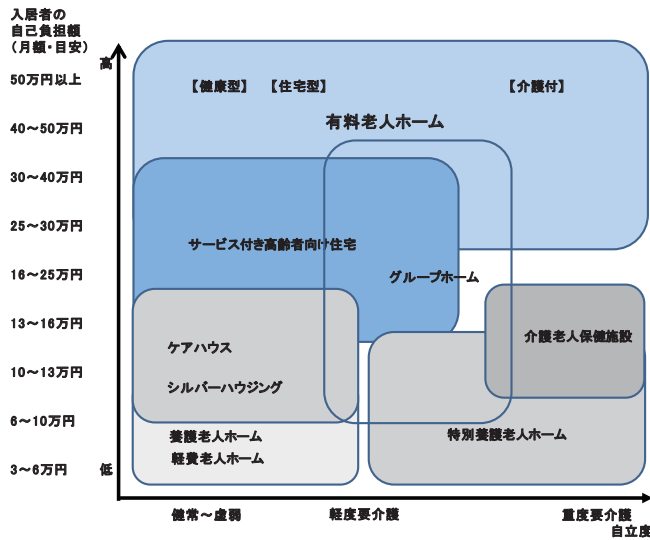 入居者の
自己負担額
（月額・目安）
高
50万円以上
【健康型】 【住宅型】 【介護付】
有料老人ホーム
40～50万円
30～40万円
25～30万円
サービス付き高齢者向け住宅
16～25万円
グループホーム
13～16万円
介護老人保健施設
ケアハウス
10～13万円
シルバーハウジング
6～10万円
養護老人ホーム
特別養護老人ホーム
軽費老人ホーム
3～6万円
低
健常～虚弱
軽度要介護
重度要介護
自立度